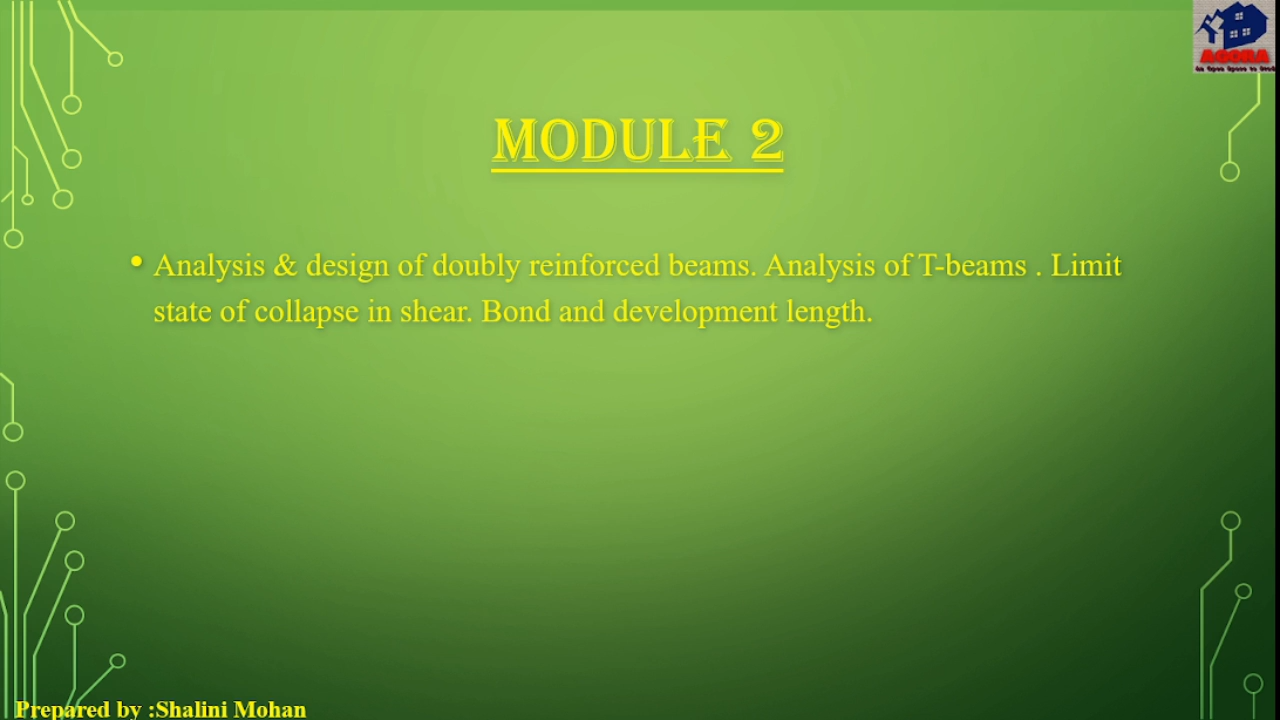 AGORA
MODULE 2
• Analysis & design of doubly reinforced beams. Analysis of T-beams . Limit
state of collapse in shear. Bond and development length.
Prepared by :Shalini Mohan